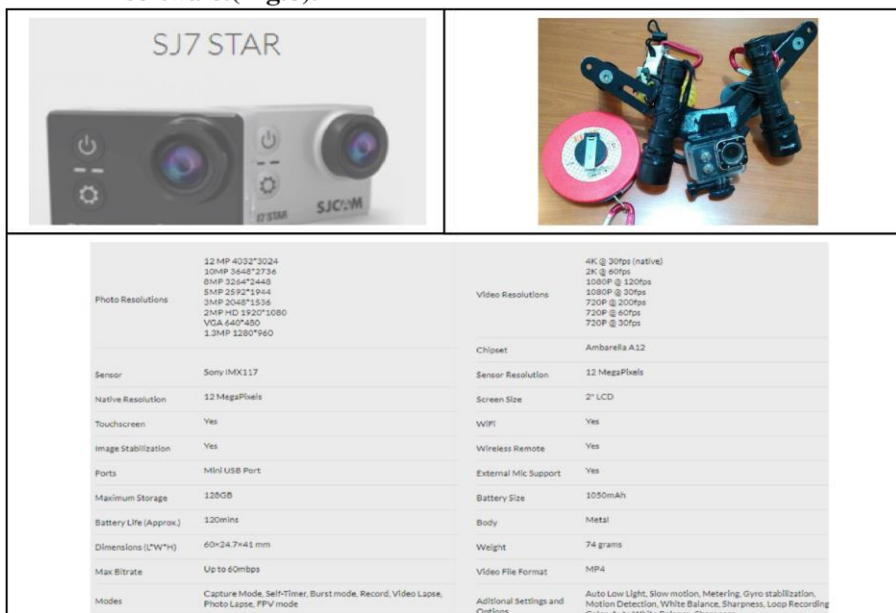 SJ7 STAR
SJCAM
J7 STAR
Photo Resolutions
12 MP 4032*3024
10MP 3648*2736
8MP 3264*2448
5MP 2592*1944
3MP 2048*1536
2MP HD 1920*1080
VGA 640*480
1.3MP 1280*960
Video Resolutions
4K @ 30fps (native)
2K @ 60fps
1080P @ 120fps
1080P @ 30fps
720P @ 200fps
720P @ 60fps
720P @ 30fps
Chipset Ambarella A12
Sensor Sony IMX117
Sensor Resolution 12 MegaPixels
Native Resolution 12 MegaPixels
Screen Size 2" LCD
Touchscreen Yes
WiFi Yes
Image Stabilization Yes
Wireless Remote Yes
Ports Mini USB Port
External Mic Support Yes
Maximum Storage 128GB
Battery Size 1050mAh
Battery Life (Approx.) 120mins
Body Metal
Dimensions (L*W*H) 60×24.7×41 mm
Weight 74 grams
Max Bitrate Up to 60mbps
Video File Format MP4
Modes
Capture Mode, Self-Timer, Burst mode, Record, Video Lapse,
Photo Lapse, FPV mode
Aditional Settings and
Options
Auto Low Light, Slow motion, Metering, Gyro stabilization,
Motion Detection, White Balance, Sharpness, Loop Recording